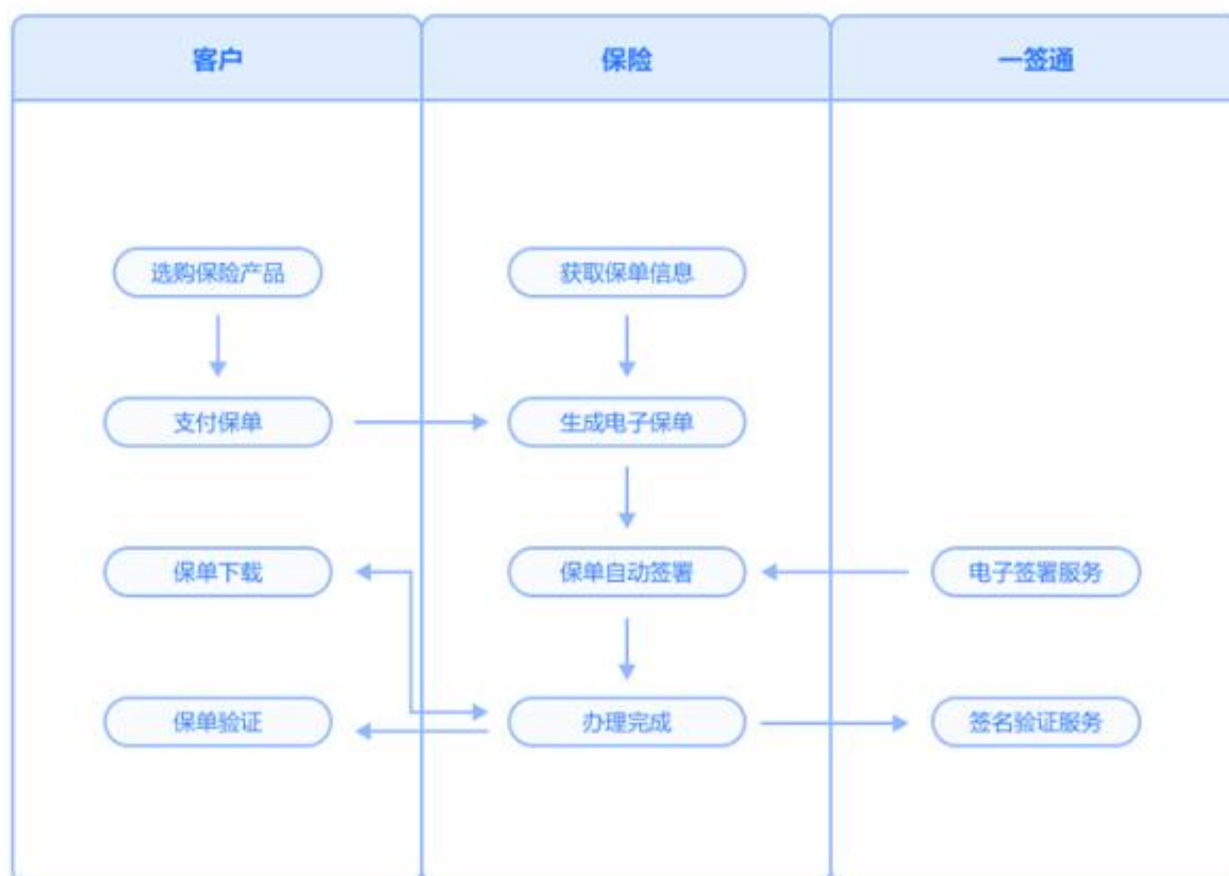 客户
保险
一签通
选购保险产品
获取保单信息
支付保单
生成电子保单
保单下载
保单自动签署
电子签署服务
保单验证
办理完成
签名验证服务